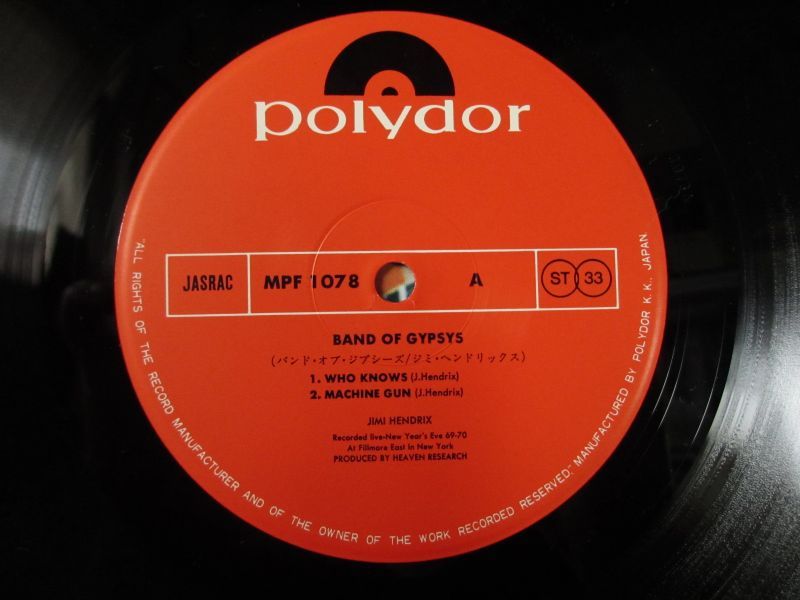 polydor
JASRAC MPF 1078 A ST 33
BAND OF GYPSYS
(バンド・オブ・ジプシーズ/ジミ・ヘンドリックス)
1. WHO KNOWS (J.Hendrix)
2. MACHINE GUN (J.Hendrix)
JIMI HENDRIX
Recorded live-New Year's Eve 69-70
At Fillmore East in New York
PRODUCED BY HEAVEN RESEARCH
"ALL RIGHTS OF THE RECORD MANUFACTURER AND OF THE OWNER OF THE WORK RECORDED RESERVED." MANUFACTURED BY POLYDOR K.K., JAPAN.